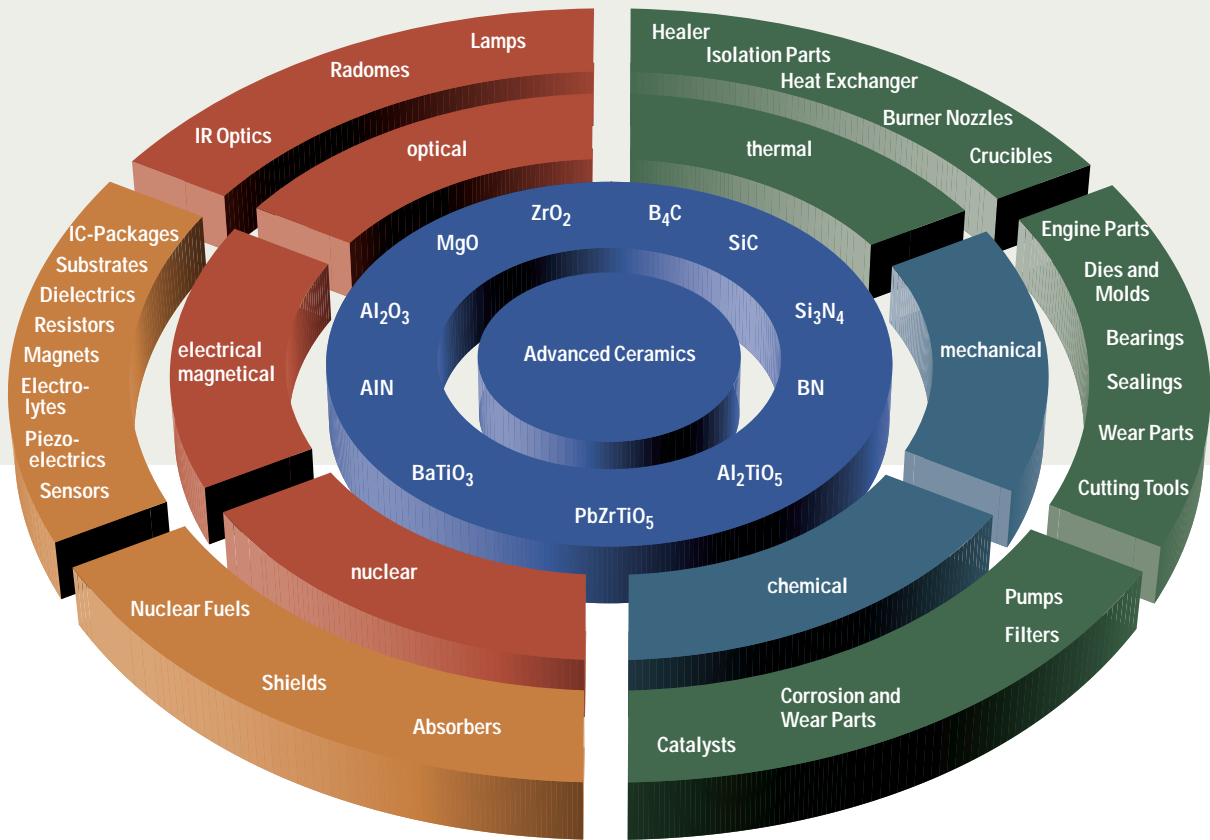 Lamps
Radomes
IR Optics
optical
Healer
Isolation Parts
Heat Exchanger
Burner Nozzles
Crucibles
thermal
IC-Packages
Substrates
Dielectrics
Resistors
Magnets
Electro-
lytes
Piezo-
electrics
Sensors
electrical
magnetical
ZrO₂
B₄C
MgO
SiC
Al₂O₃
Si₃N₄
Advanced Ceramics
AlN
BN
BaTiO₃
Al₂TiO₅
PbZrTiO₅
mechanical
Engine Parts
Dies and
Molds
Bearings
Sealings
Wear Parts
Cutting Tools
nuclear
Nuclear Fuels
Shields
Absorbers
chemical
Pumps
Filters
Corrosion and
Wear Parts
Catalysts